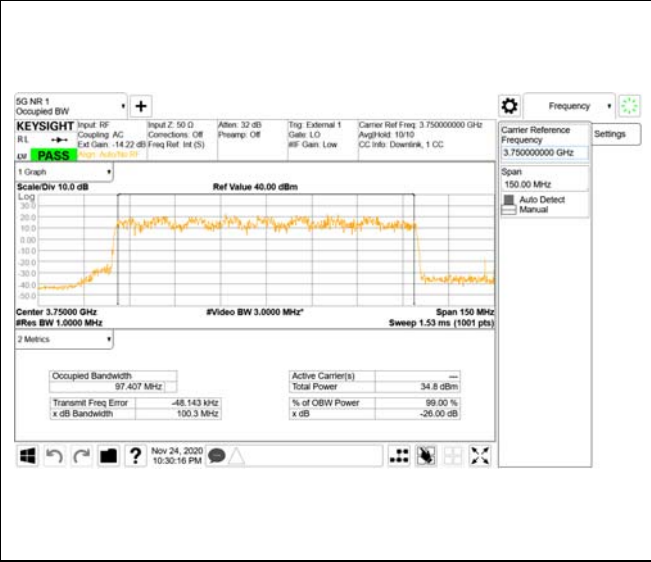 5G NR 1
Occupied BW
Frequency
KEYSIGHT
Input: RF
Input Z: 50 Ω
Atten: 32 dB
Trig: External 1
Carrier Ref Freq: 3.750000000 GHz
RL
Coupling: AC
Corrections: Off
Preamp: Off
Gate: LO
Avg|Hold: 10/10
Ext Gain: -14.22 dB
Freq Ref: Int (S)
#IF Gain: Low
CC Info: Downlink, 1 CC
PASS
Align: Auto/No RF
Carrier Reference
Frequency
3.750000000 GHz
Settings
Span
150.00 MHz
Auto Detect
Manual
1 Graph
Scale/Div 10.0 dB
Ref Value 40.00 dBm
Log
30.0
20.0
10.0
0.00
-10.0
-20.0
-30.0
-40.0
-50.0
Center 3.75000 GHz
#Video BW 3.0000 MHz*
Span 150 MHz
#Res BW 1.0000 MHz
Sweep 1.53 ms (1001 pts)
2 Metrics
Occupied Bandwidth
97.407 MHz
Active Carrier(s)
---
Total Power
34.8 dBm
Transmit Freq Error
-48.143 kHz
% of OBW Power
99.00 %
x dB Bandwidth
100.3 MHz
x dB
-26.00 dB
?
Nov 24, 2020
10:30:16 PM